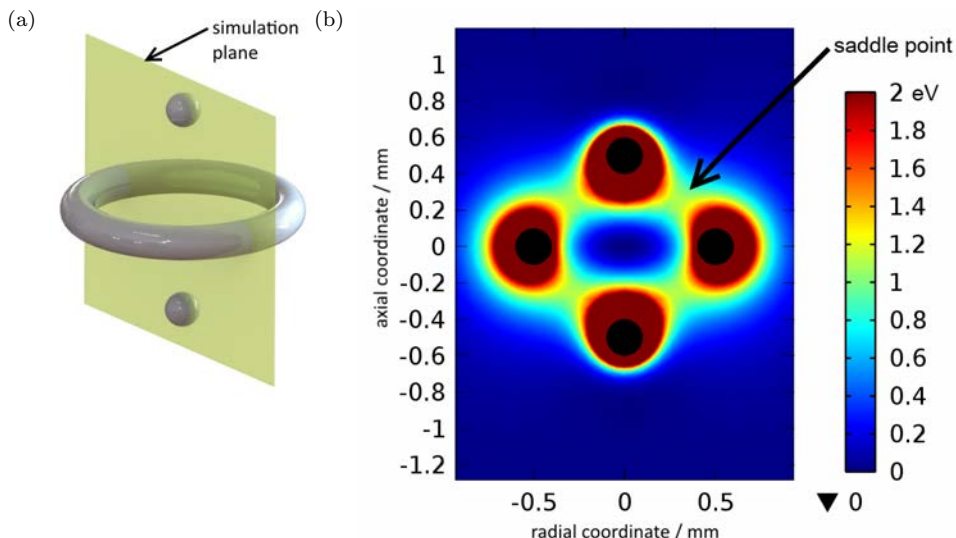 (a)
simulation
plane
(b)
saddle point
axial coordinate / mm
1
0.8
0.6
0.4
0.2
0
-0.2
-0.4
-0.6
-0.8
-1
-1.2
-0.5 0 0.5
radial coordinate / mm
2 eV
1.8
1.6
1.4
1.2
1
0.8
0.6
0.4
0.2
0
▼ 0